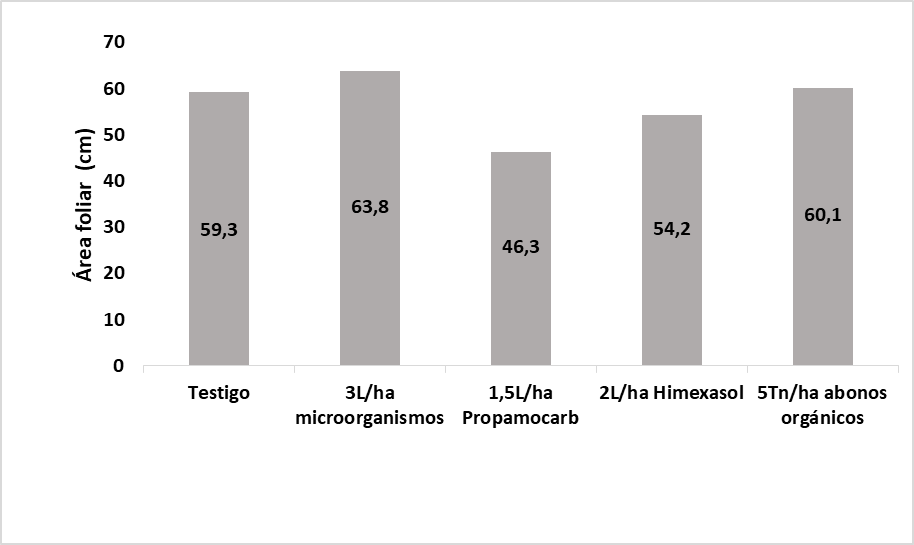 70
60
50
40
30
20
10
0
Área foliar (cm)
59,3
63,8
46,3
54,2
60,1
Testigo
3L/ha
microorganismos
1,5L/ha
Propamocarb
2L/ha Himexasol
5Tn/ha abonos
orgánicos